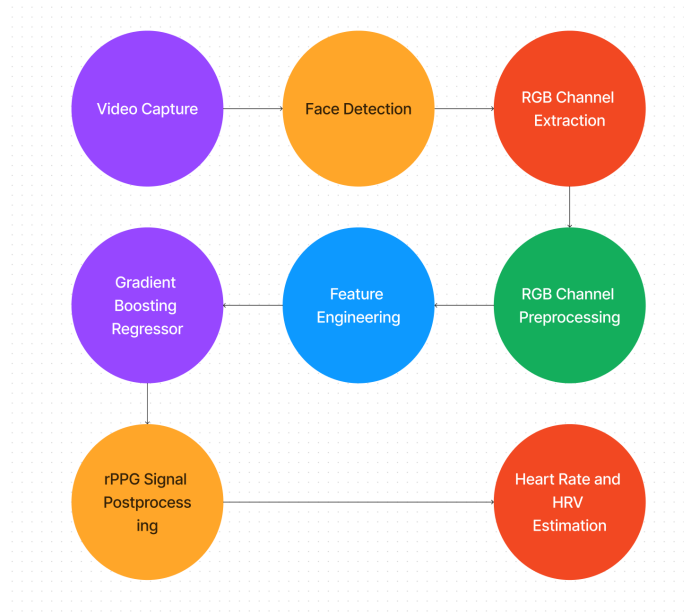 Video Capture
Face Detection
RGB Channel
Extraction
Gradient
Boosting
Regressor
Feature
Engineering
RGB Channel
Preprocessing
rPPG Signal
Postprocess
ing
Heart Rate and
HRV
Estimation